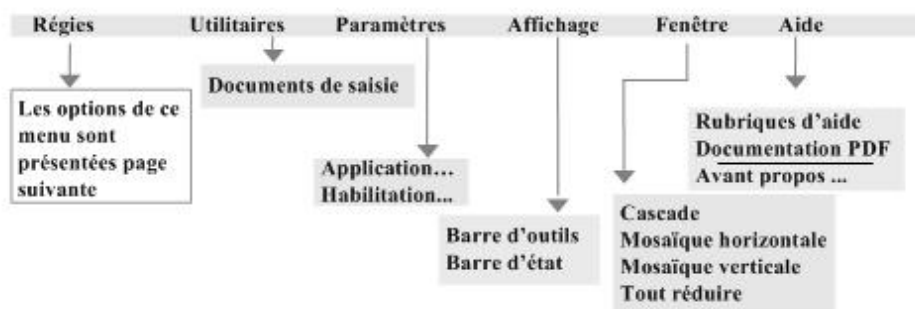 Régies Utilitaires Paramètres Affichage Fenêtre Aide
Les options de ce
menu sont
présentées page
suivante
Documents de saisie
Application…
Habilitation...
Barre d’outils
Barre d’état
Cascade
Mosaïque horizontale
Mosaïque verticale
Tout réduire
Rubriques d’aide
Documentation PDF
Avant propos ...